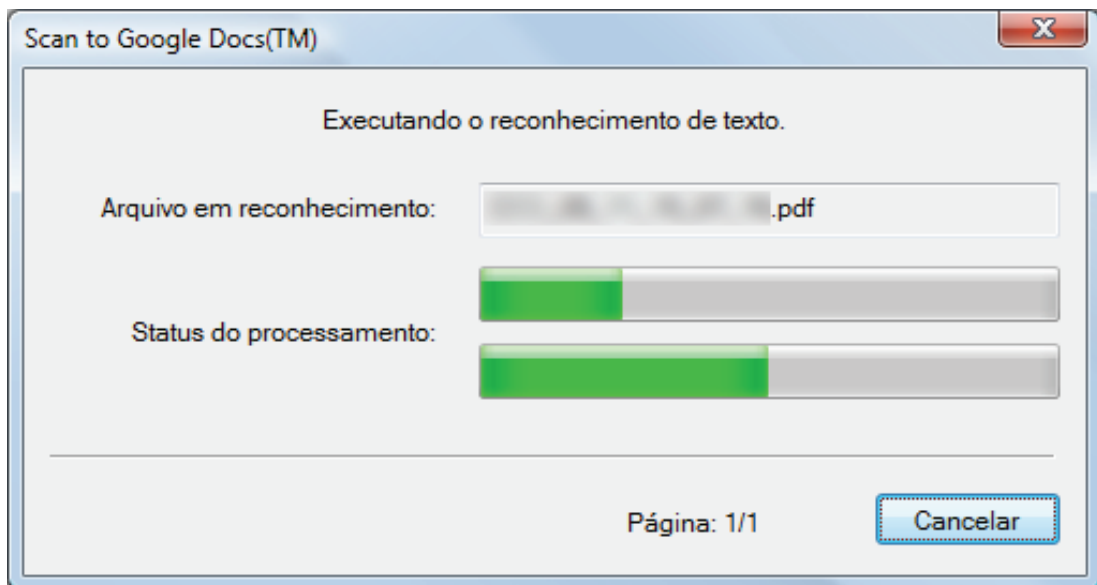 Scan to Google Docs(TM)
Executando o reconhecimento de texto.
Arquivo em reconhecimento:
.pdf
Status do processamento:
Página: 1/1
Cancelar